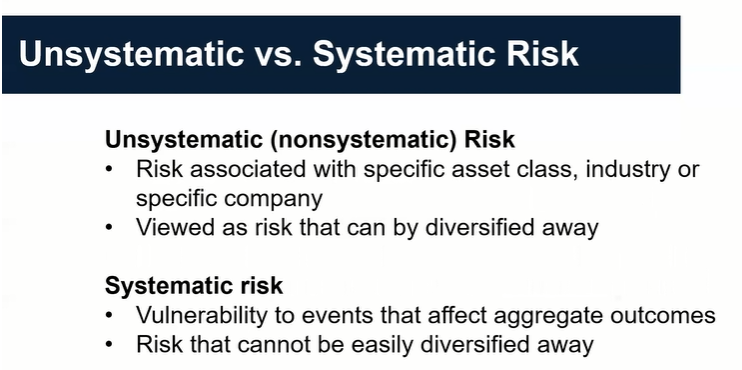 Unsystematic vs. Systematic Risk
Unsystematic (nonsystematic) Risk
• Risk associated with specific asset class, industry or
specific company
• Viewed as risk that can by diversified away
Systematic risk
• Vulnerability to events that affect aggregate outcomes
• Risk that cannot be easily diversified away